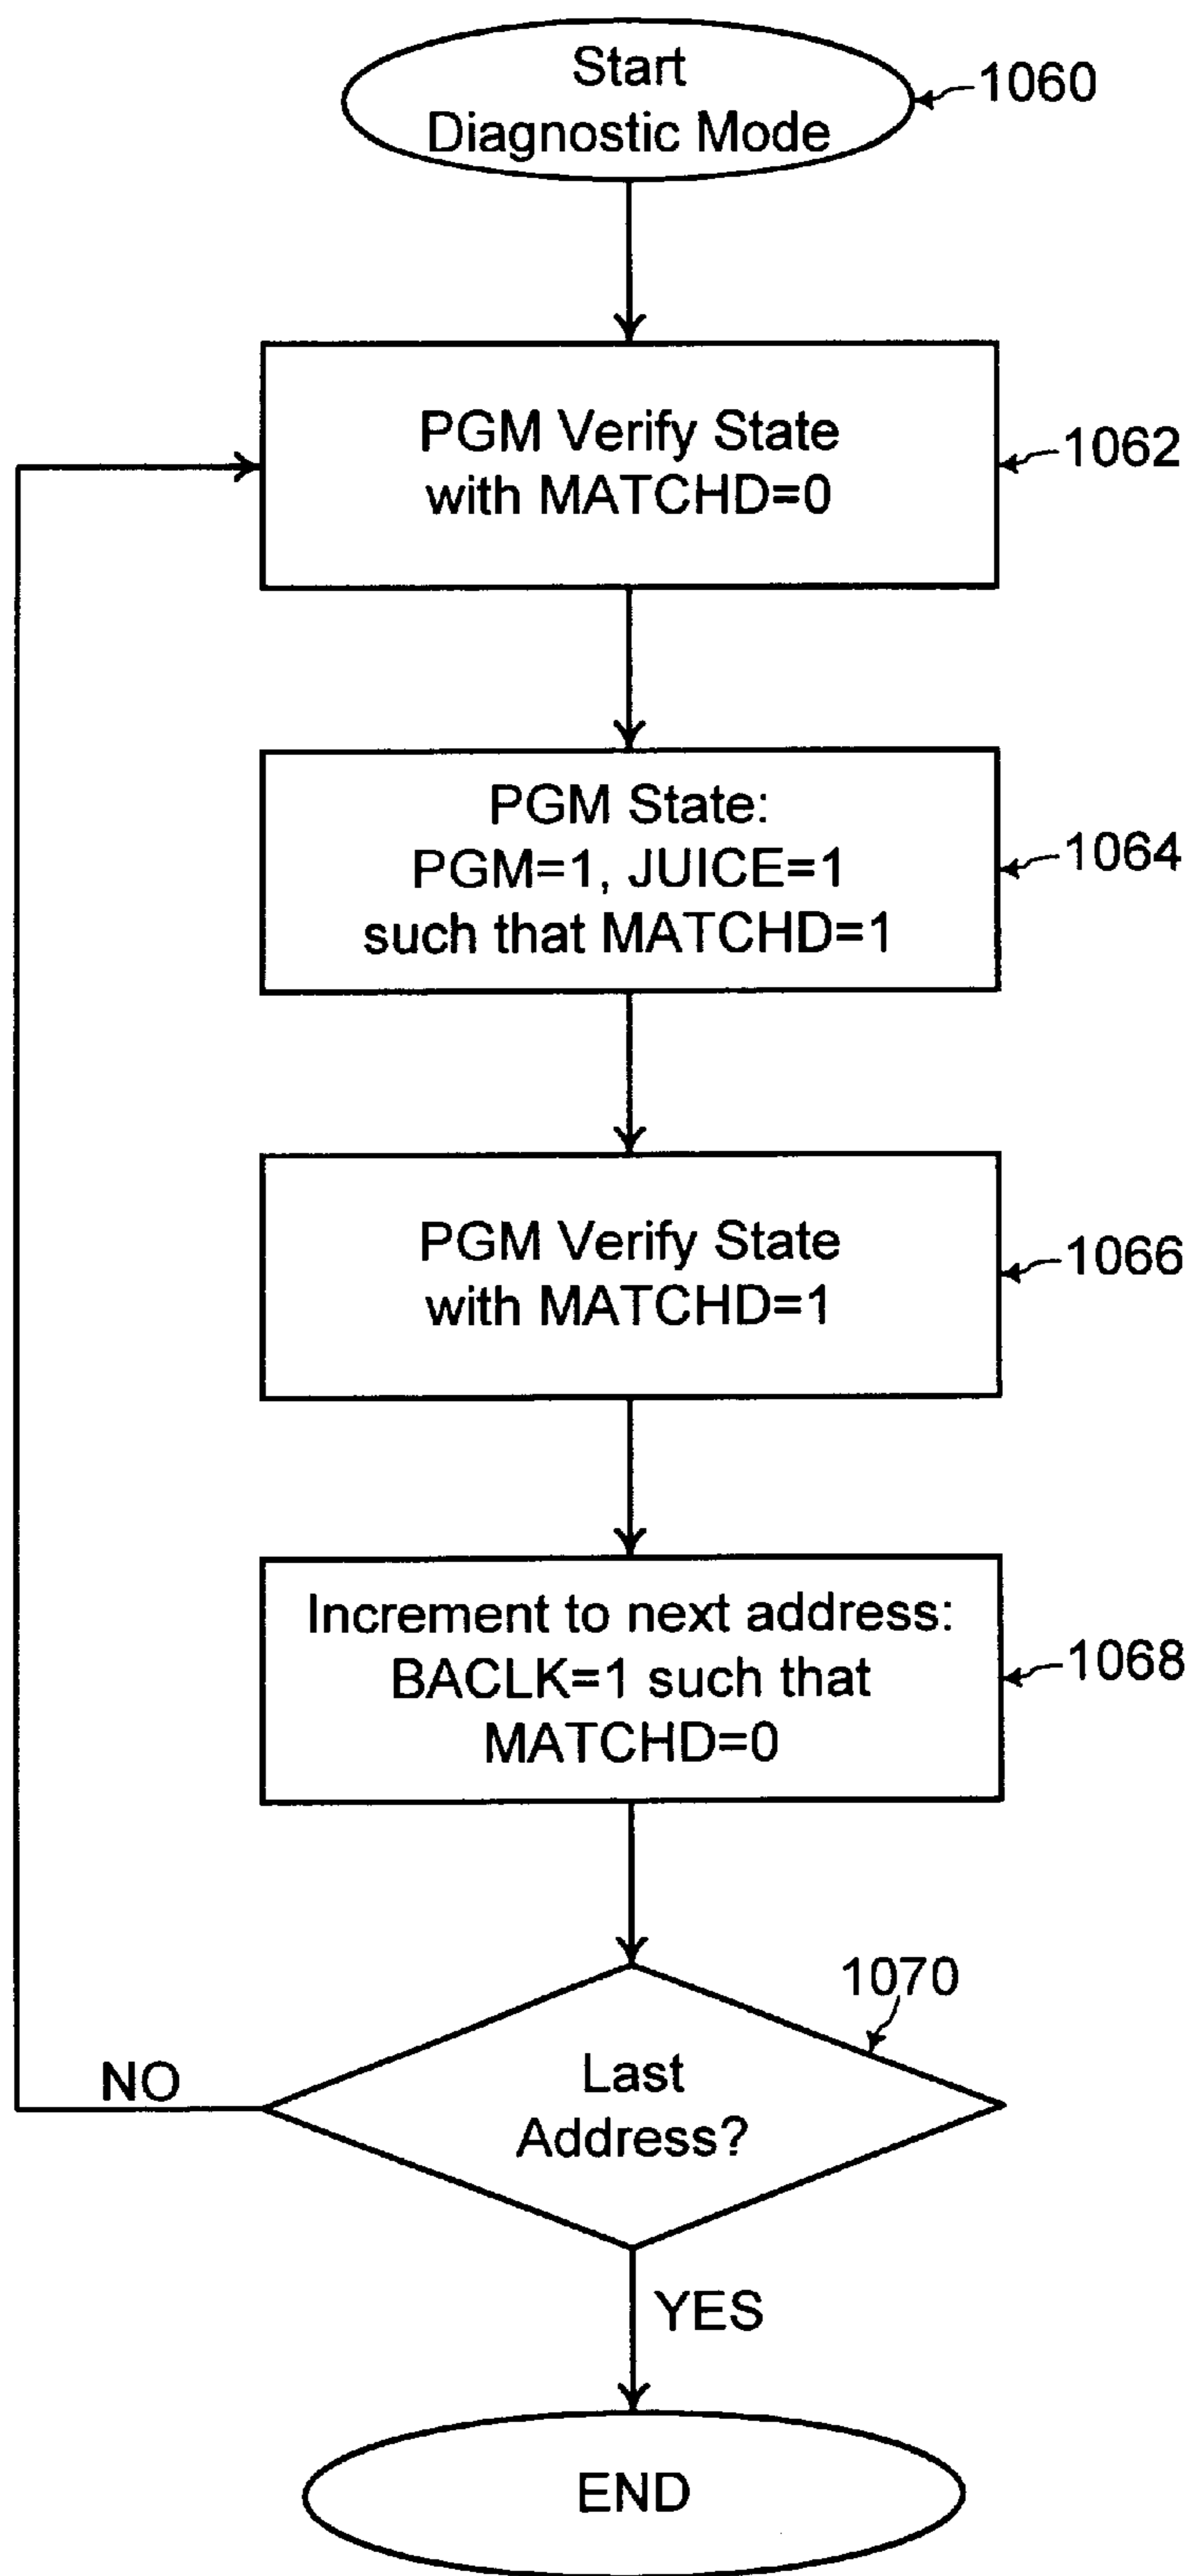 Start
Diagnostic Mode
1060
PGM Verify State
with MATCHD=0
1062
PGM State:
PGM=1, JUICE=1
such that MATCHD=1
1064
PGM Verify State
with MATCHD=1
1066
Increment to next address:
BACLK=1 such that
MATCHD=0
1068
1070
Last
Address?
NO
YES
END